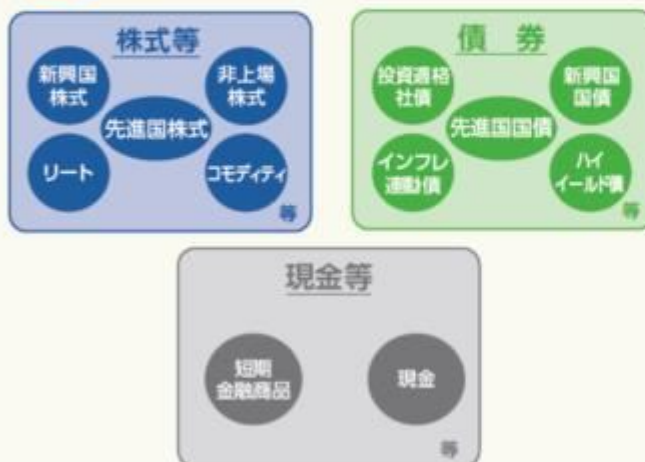 株式等
新興国
株式
非上場
株式
先進国株式
リート
コモディティ
等
債　券
投資適格
社債
新興国
国債
先進国国債
インフレ
連動債
ハイ
イールド債
等
現金等
短期
金融商品
現金
等